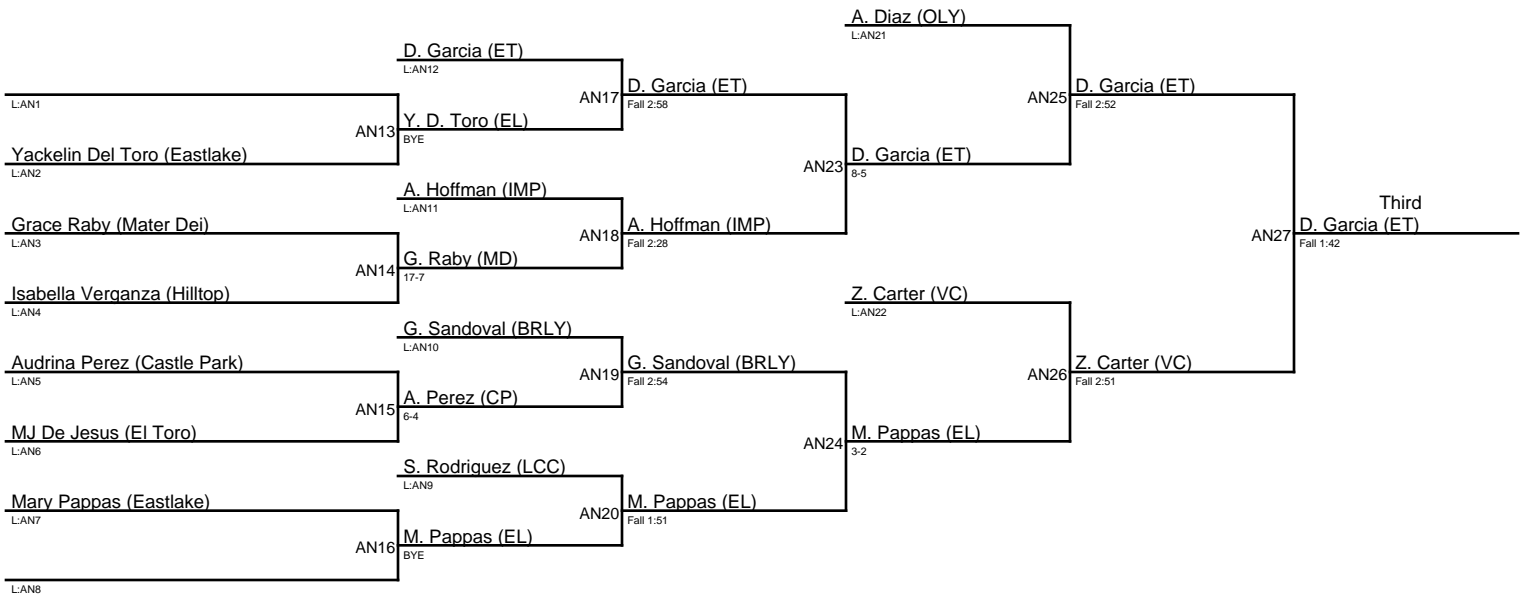 A. Diaz (OLY)
L:AN21
D. Garcia (ET)
L:AN12
L:AN1
AN17
D. Garcia (ET)
Fall 2:58
AN25
D. Garcia (ET)
Fall 2:52
AN13
Y. D. Toro (EL)
BYE
Yackelin Del Toro (Eastlake)
L:AN2
AN23
D. Garcia (ET)
8-5
A. Hoffman (IMP)
L:AN11
Third
Grace Raby (Mater Dei)
L:AN3
AN18
A. Hoffman (IMP)
Fall 2:28
AN27
D. Garcia (ET)
Fall 1:42
AN14
G. Raby (MD)
17-7
Isabella Verganza (Hilltop)
L:AN4
Z. Carter (VC)
L:AN22
G. Sandoval (BRLY)
L:AN10
Audrina Perez (Castle Park)
L:AN5
AN19
G. Sandoval (BRLY)
Fall 2:54
AN26
Z. Carter (VC)
Fall 2:51
AN15
A. Perez (CP)
6-4
MJ De Jesus (El Toro)
L:AN6
AN24
M. Pappas (EL)
3-2
S. Rodriguez (LCC)
L:AN9
Mary Pappas (Eastlake)
L:AN7
AN20
M. Pappas (EL)
Fall 1:51
AN16
M. Pappas (EL)
BYE
L:AN8